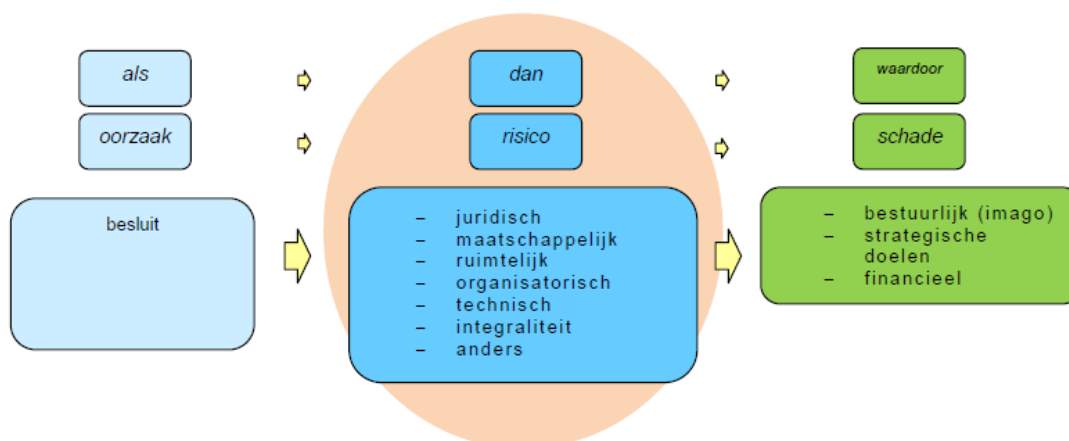 als
dan
waardoor
oorzaak
risico
schade
besluit
– juridisch
– maatschappelijk
– ruimtelijk
– organisatorisch
– technisch
– integraliteit
– anders
– bestuurlijk (imago)
– strategische
doelen
– financieel